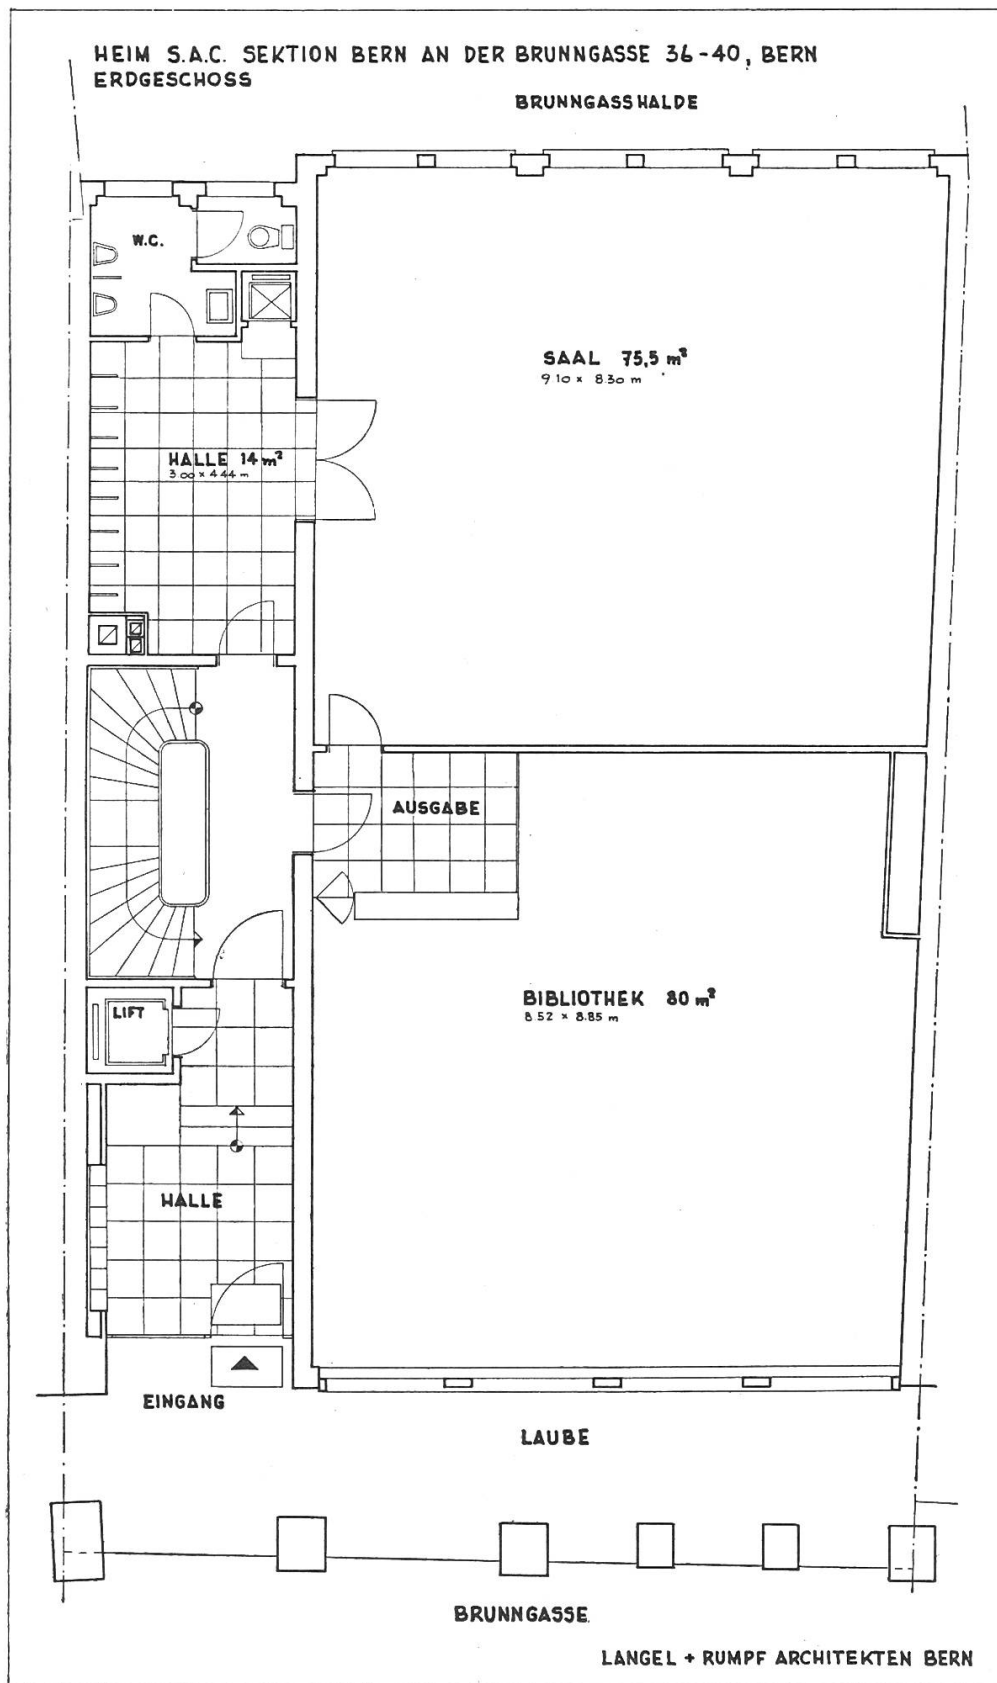 HEIM S.A.C. SEKTION BERN AN DER BRUNNGASSE 36-40, BERN
ERDGESCHOSS
BRUNNGASSHALDE
W.C.
SAAL 75,5 m²
9.10 x 8.30 m
HALLE 14 m²
3.00 x 4.44 m
AUSGABE
BIBLIOTHEK 80 m²
8.52 x 8.85 m
LIFT
HALLE
EINGANG
LAUBE
BRUNNGASSE
LANGEL + RUMPF ARCHITEKTEN BERN